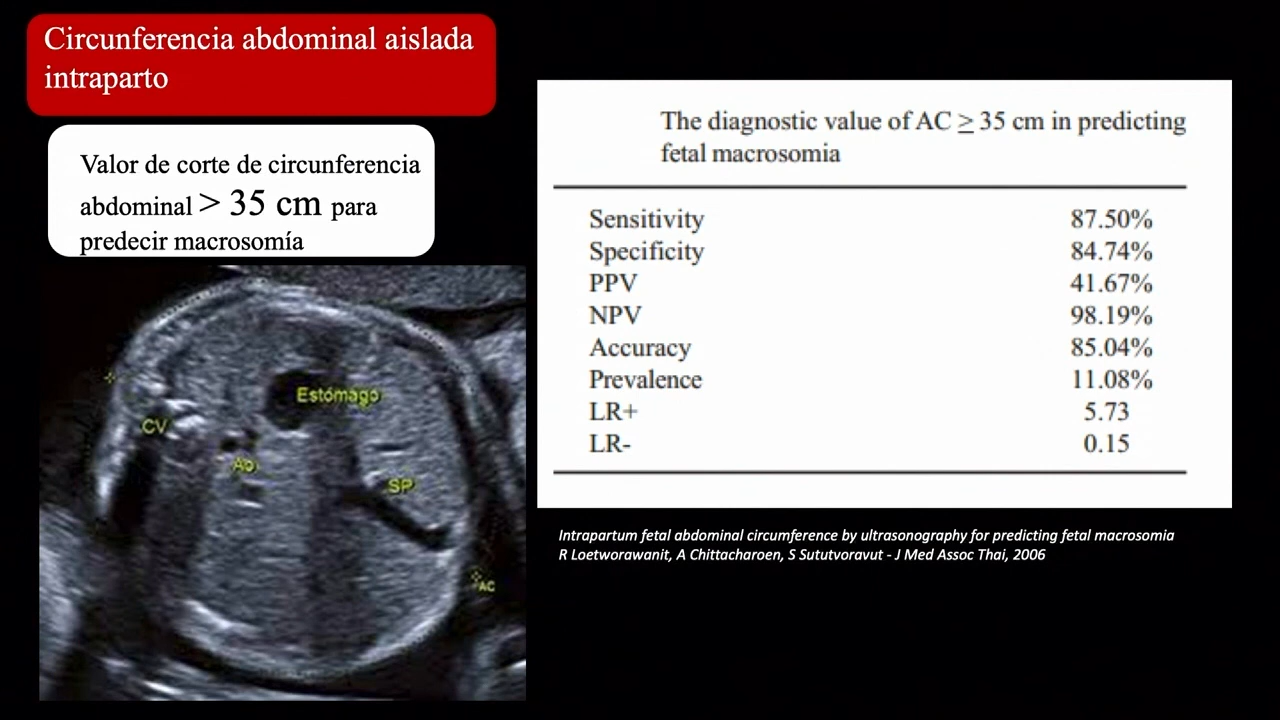 Circunferencia abdominal aislada
intraparto
Valor de corte de circunferencia
abdominal > 35 cm para
predecir macrosomía
CV
Estómago
Ao
SP
AC
The diagnostic value of AC ≥ 35 cm in predicting
fetal macrosomia
Sensitivity 87.50%
Specificity 84.74%
PPV 41.67%
NPV 98.19%
Accuracy 85.04%
Prevalence 11.08%
LR+ 5.73
LR- 0.15
Intrapartum fetal abdominal circumference by ultrasonography for predicting fetal macrosomia
R Loetworawanit, A Chittacharoen, S Sututvoravut - J Med Assoc Thai, 2006